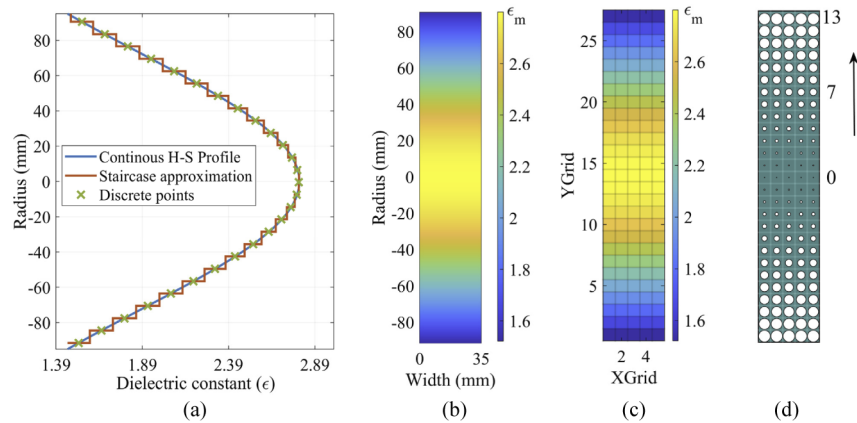 80
60
40
20
0
-20
-40
-60
-80
Radius (mm)
Continous H-S Profile
Staircase approximation
Discrete points
1.39 1.89 2.39 2.89
Dielectric constant (ϵ)
(a)
80
60
40
20
0
-20
-40
-60
-80
Radius (mm)
0 35
Width (mm)
ϵm
2.6
2.4
2.2
2
1.8
1.6
(b)
25
20
15
10
5
YGrid
2 4
XGrid
ϵm
2.6
2.4
2.2
2
1.8
1.6
(c)
13
7
0
(d)